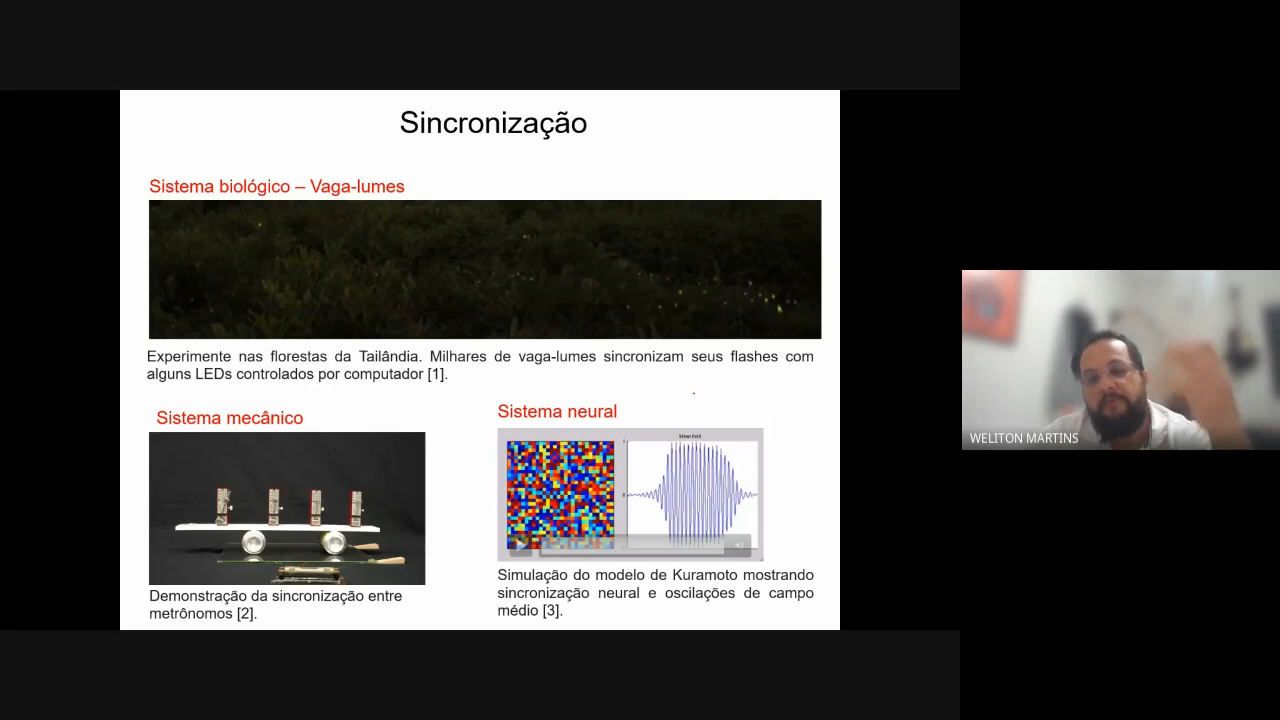 Sincronização
Sistema biológico – Vaga-lumes
Experimente nas florestas da Tailândia. Milhares de vaga-lumes sincronizam seus flashes com
alguns LEDs controlados por computador [1].
Sistema mecânico
Demonstração da sincronização entre
metrônomos [2].
Sistema neural
Mean field
Simulação do modelo de Kuramoto mostrando
sincronização neural e oscilações de campo
médio [3].
WELITON MARTINS